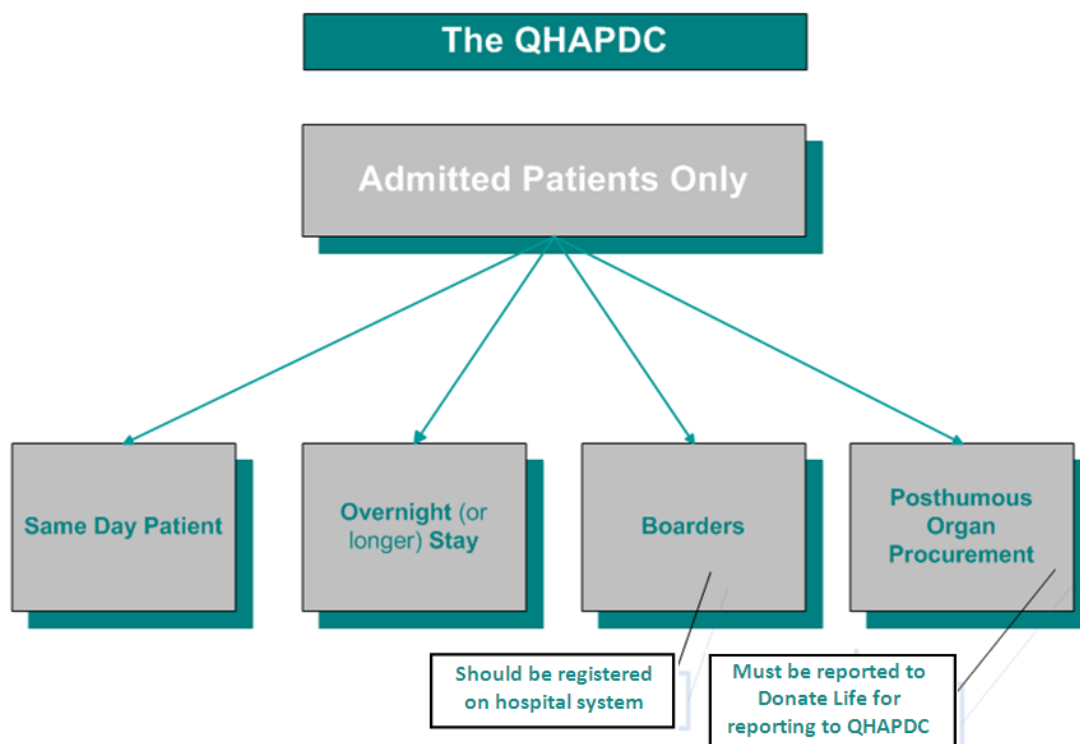 The QHAPDC
Admitted Patients Only
Same Day Patient
Overnight (or
longer) Stay
Boarders
Posthumous
Organ
Procurement
Should be registered
on hospital system
Must be reported to
Donate Life for
reporting to QHAPDC